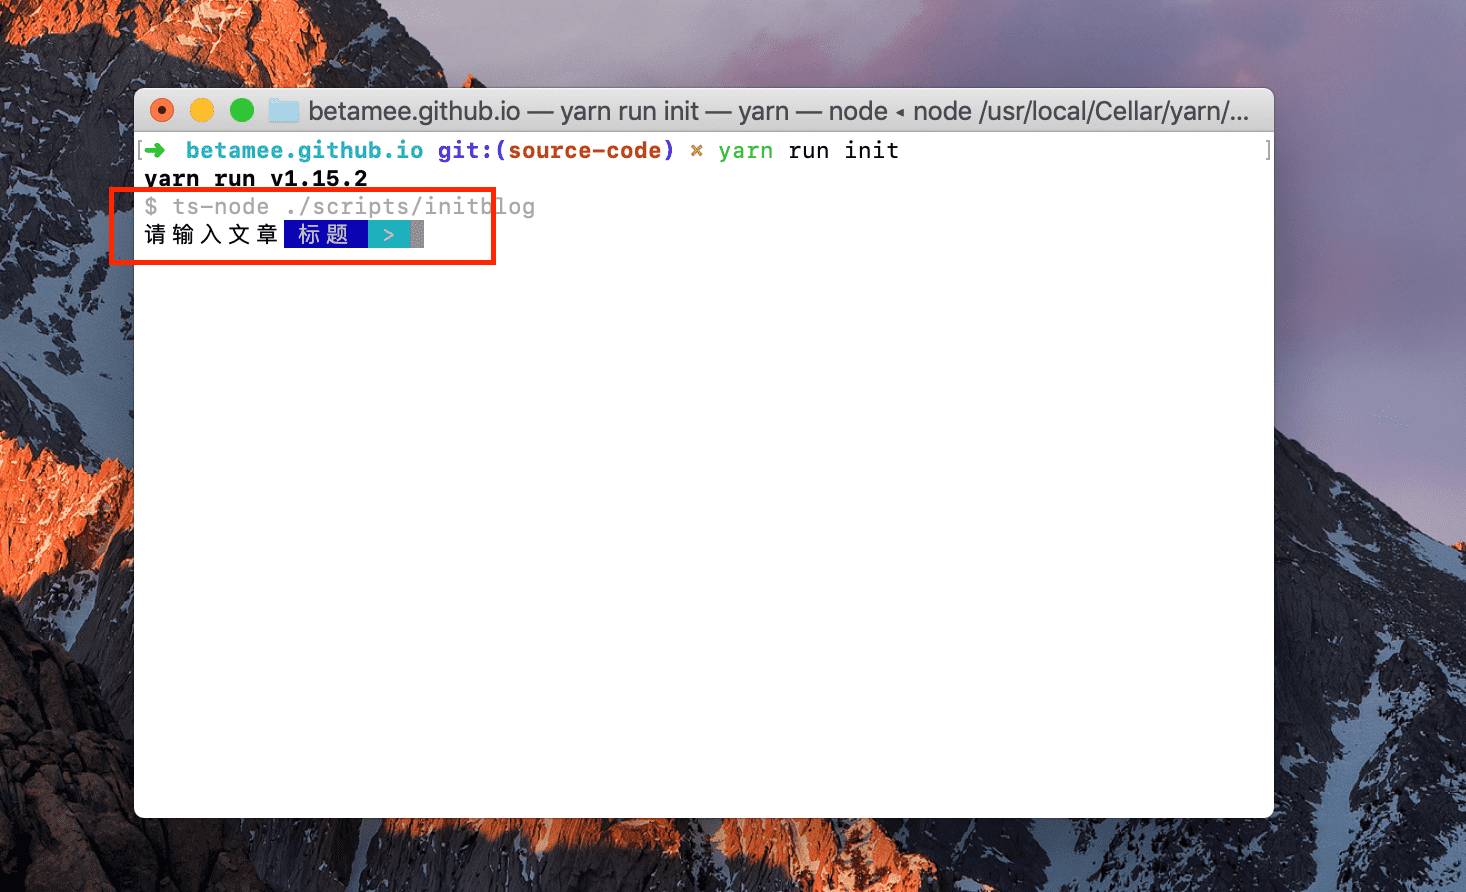 betamee.github.io — yarn run init — yarn — node ◂ node /usr/local/Cellar/yarn/...
[➜ betamee.github.io git:(source-code) ✗ yarn run init ]
yarn run v1.15.2
$ ts-node ./scripts/initblog
请输入文章 标题 >